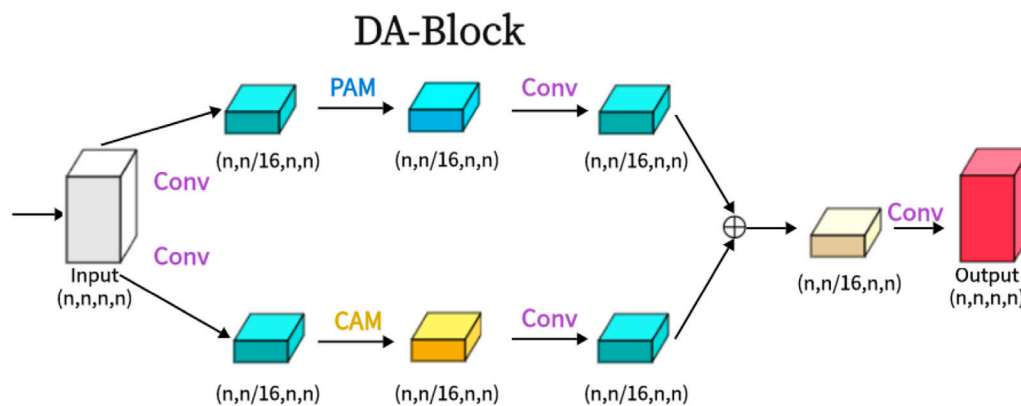 DA-Block
PAM
Conv
(n,n/16,n,n)
(n,n/16,n,n)
(n,n/16,n,n)
Conv
Conv
Input
(n,n,n,n)
(n,n/16,n,n)
Conv
Output
(n,n,n,n)
CAM
Conv
(n,n/16,n,n)
(n,n/16,n,n)
(n,n/16,n,n)